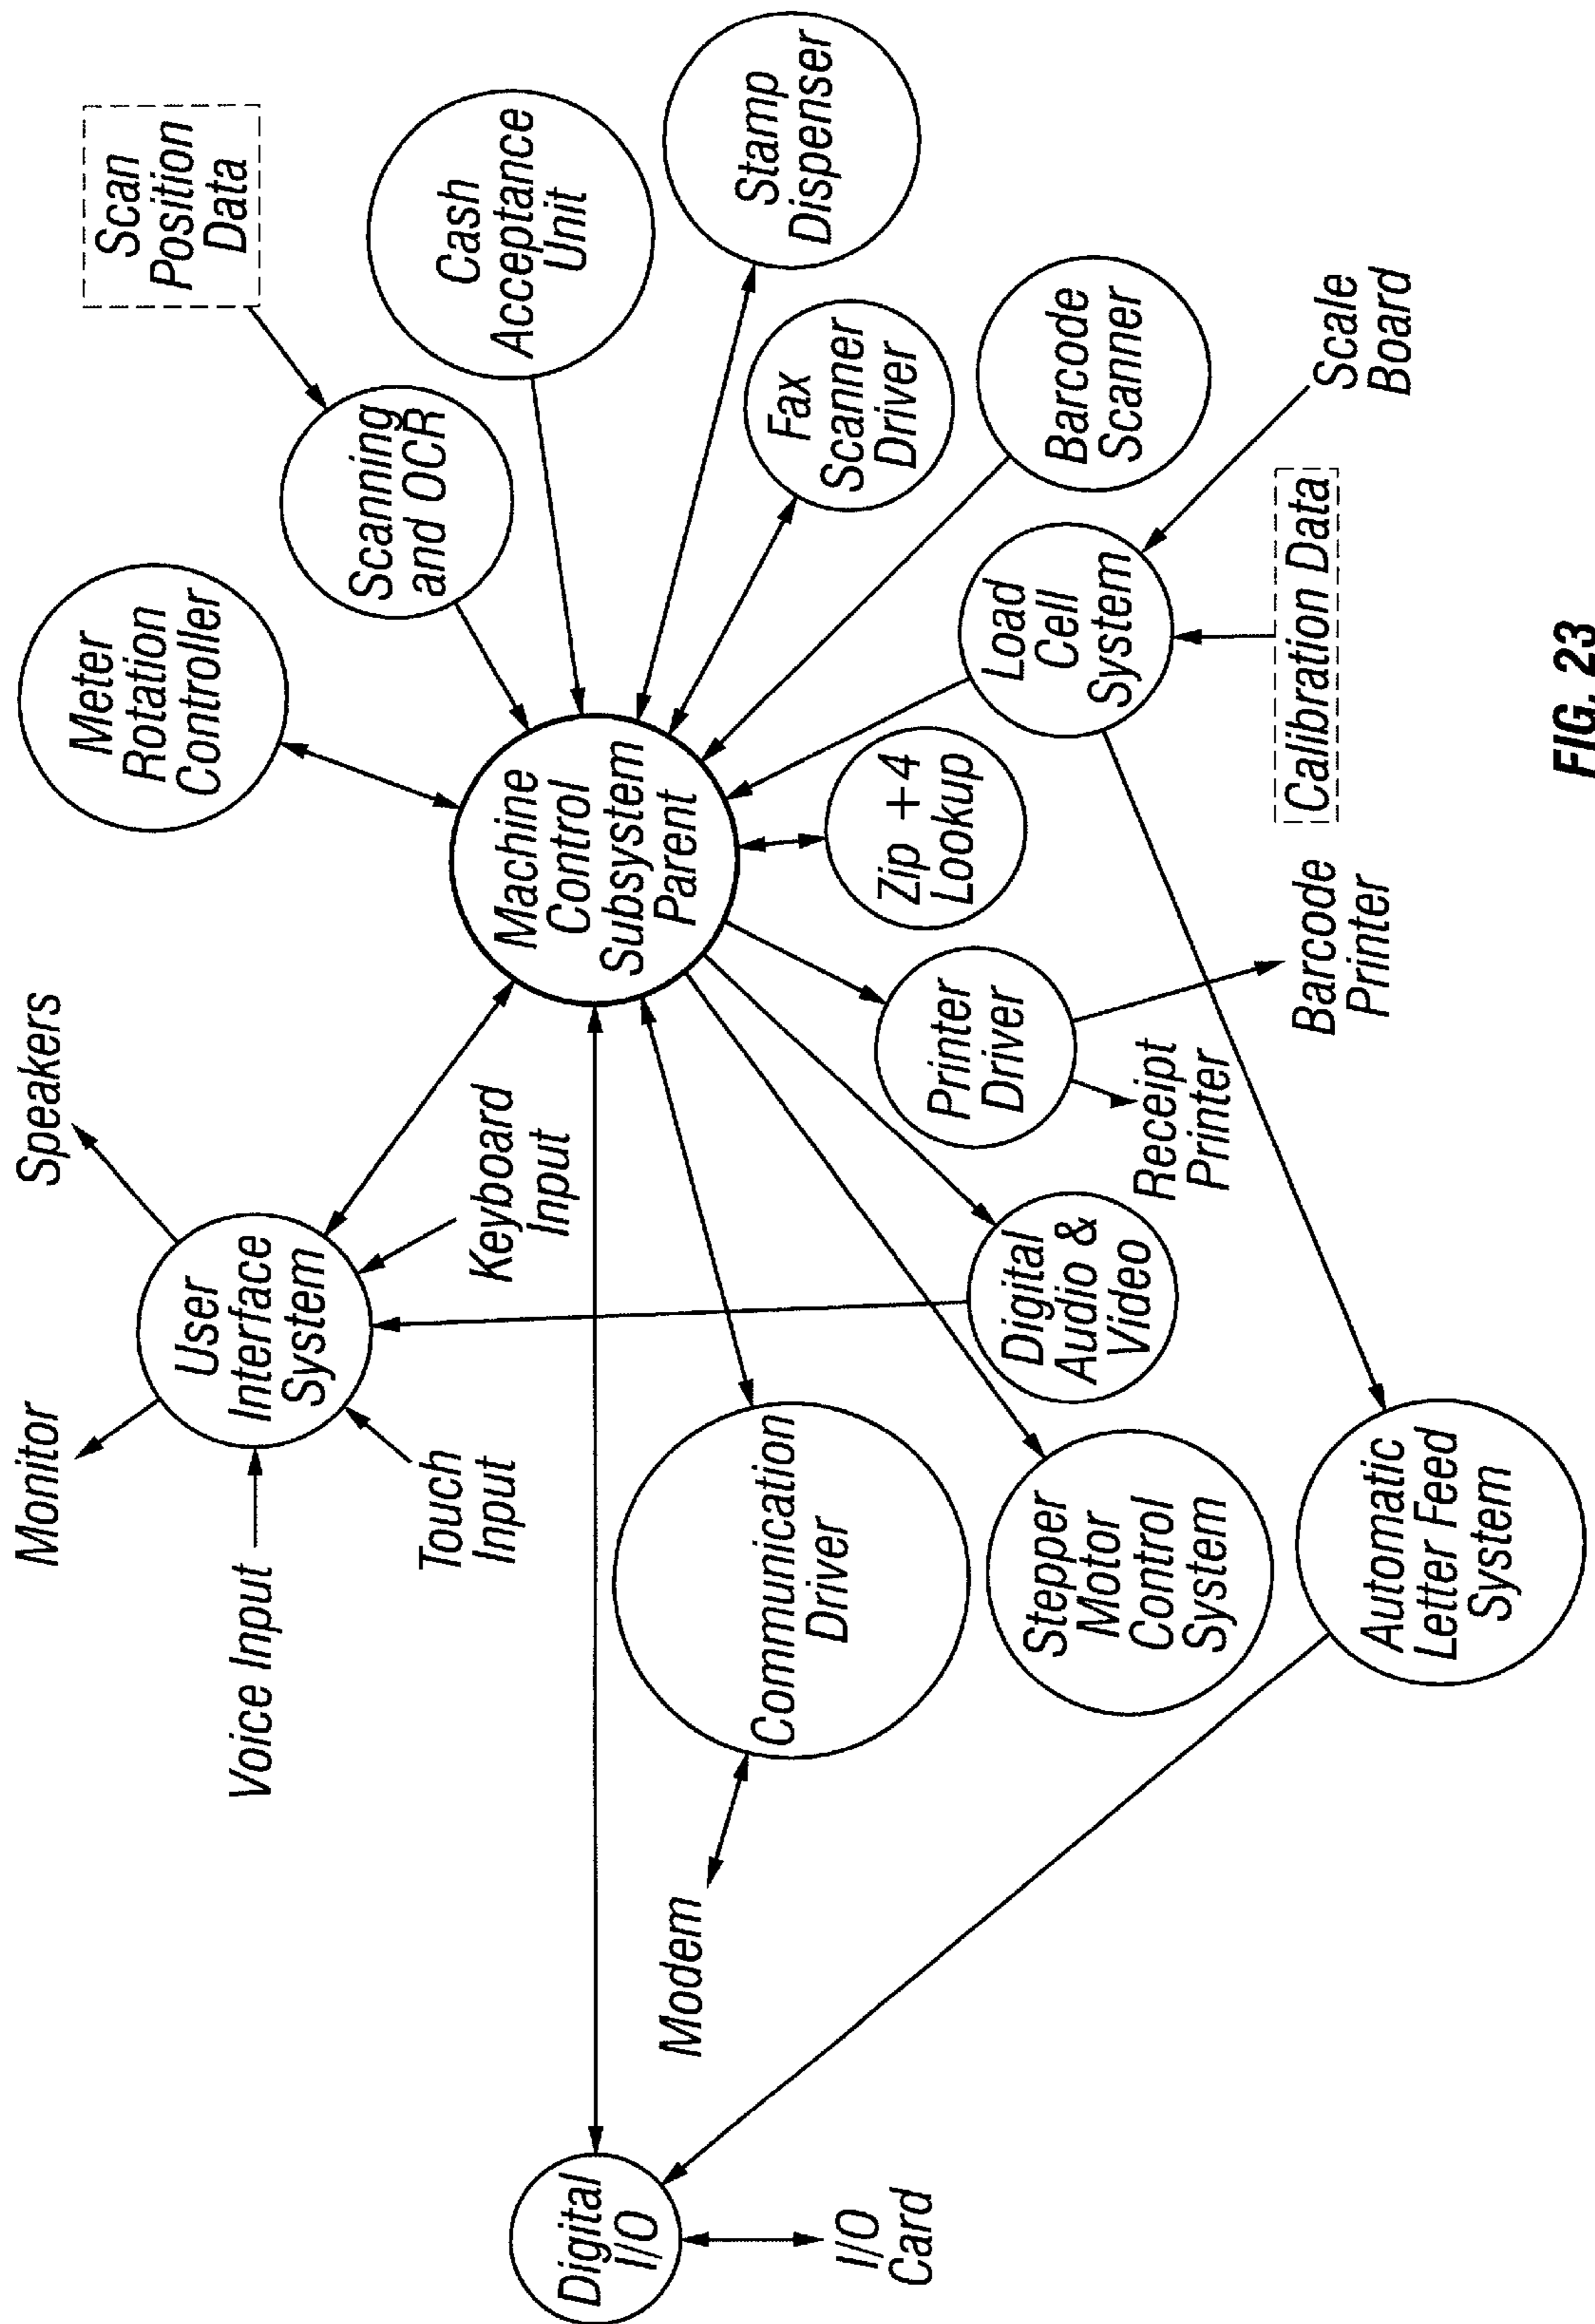 Monitor
Speakers
Voice Input
User
Interface
System
Touch
Input
Keyboard
Input
Meter
Rotation
Controller
Scan
Position
Data
Scanning
and OCR
Cash
Acceptance
Unit
Machine
Control
Subsystem
Parent
Stamp
Dispenser
Fax
Scanner
Driver
Barcode
Scanner
Digital
I/O
I/O
Card
Modem
Communication
Driver
Zip +4
Lookup
Load
Cell
System
Scale
Board
Calibration Data
Printer
Driver
Receipt
Printer
Barcode
Printer
Digital
Audio &
Video
Stepper
Motor
Control
System
Automatic
Letter Feed
System
FIG. 23